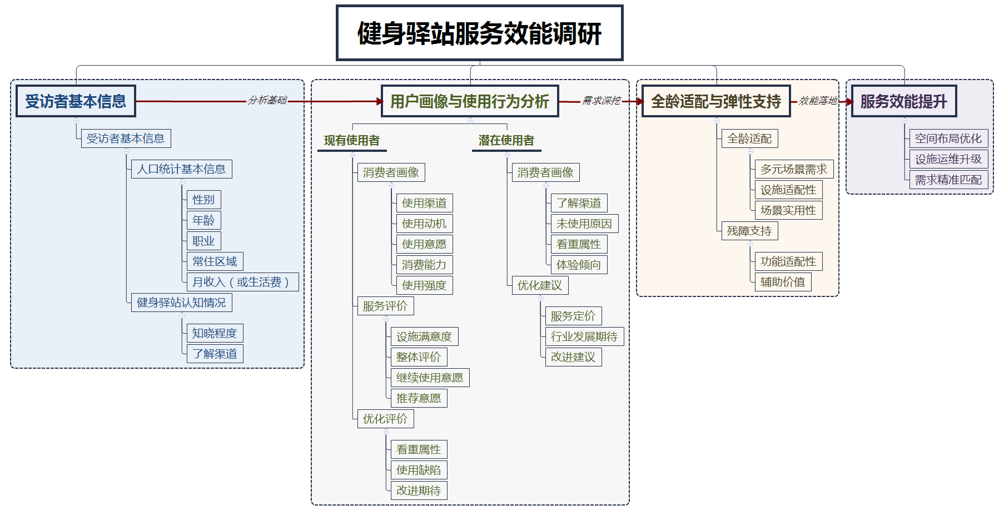 健身驿站服务效能调研
受访者基本信息
分析基础
用户画像与使用行为分析
需求深挖
全龄适配与弹性支持
效能落地
服务效能提升
受访者基本信息
人口统计基本信息
性别
年龄
职业
常住区域
月收入（或生活费）
健身驿站认知情况
知晓程度
了解渠道
现有使用者
消费者画像
使用渠道
使用动机
使用意愿
消费能力
使用强度
服务评价
设施满意度
整体评价
继续使用意愿
推荐意愿
优化评价
看重属性
使用缺陷
改进期待
潜在使用者
消费者画像
了解渠道
未使用原因
看重属性
体验倾向
优化建议
服务定价
行业发展期待
改进建议
全龄适配
多元场景需求
设施适配性
场景实用性
残障支持
功能适配性
辅助价值
空间布局优化
设施运维升级
需求精准匹配